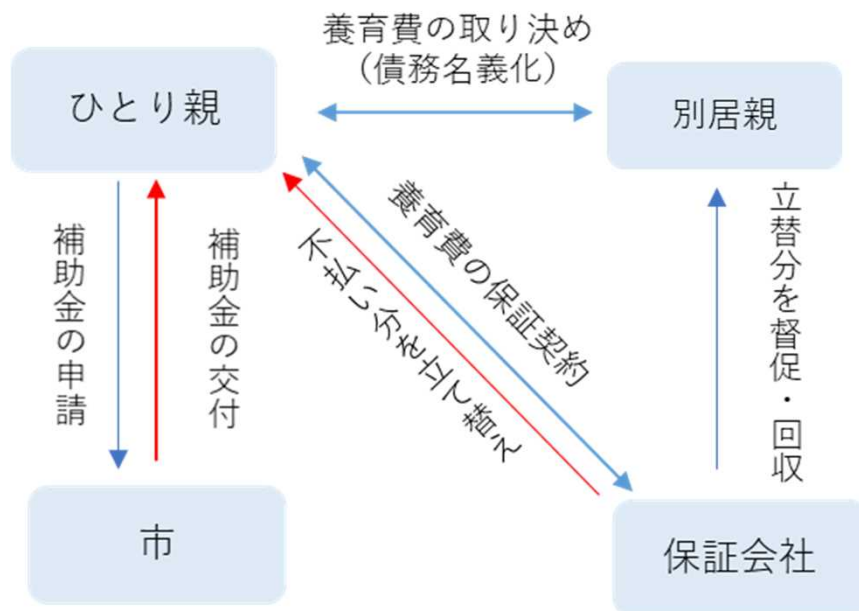 養育費の取り決め
（債務名義化）
ひとり親
別居親
補助金の申請
補助金の交付
養育費の保証契約
不払い分を立て替え
立替分を督促・回収
市
保証会社